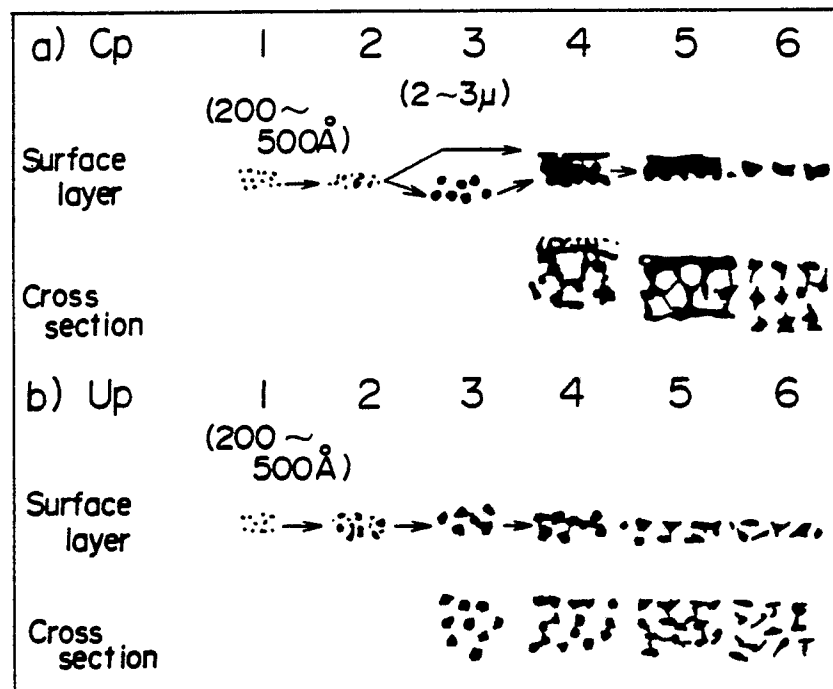 a) Cp 1 2 3 4 5 6
(2~3μ)
(200~
500Å)
Surface
layer
Cross
section
b) Up 1 2 3 4 5 6
(200~
500Å)
Surface
layer
Cross
section